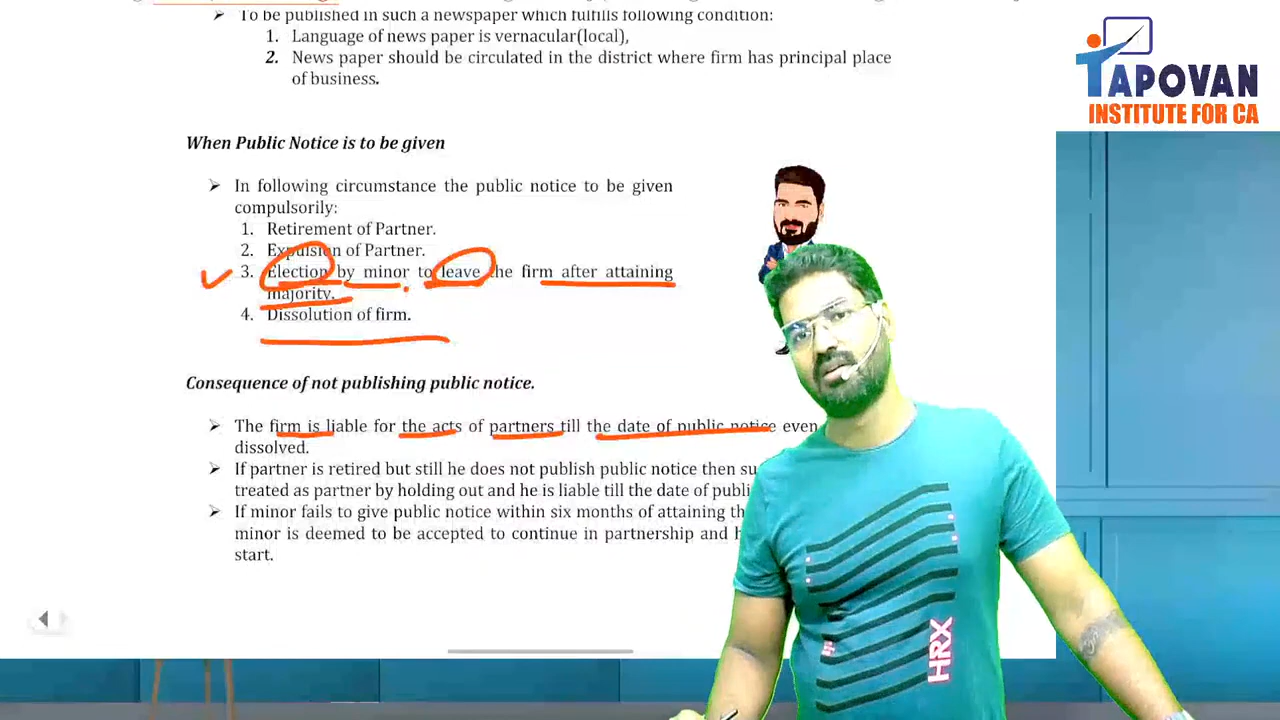 To be published in such a newspaper which fulfills following condition:
1. Language of news paper is vernacular(local),
2. News paper should be circulated in the district where firm has principal place
of business.
TAPOVAN
INSTITUTE FOR CA
When Public Notice is to be given
In following circumstance the public notice to be given
compulsorily:
1. Retirement of Partner.
2. Expulsion of Partner.
3. Election by minor to leave the firm after attaining
majority.
4. Dissolution of firm.
Consequence of not publishing public notice.
The firm is liable for the acts of partners till the date of public notice even
dissolved.
If partner is retired but still he does not publish public notice then
treated as partner by holding out and he is liable till the date of
If minor fails to give public notice within six months of attaining
minor is deemed to be accepted to continue in partnership and
start.
HRX